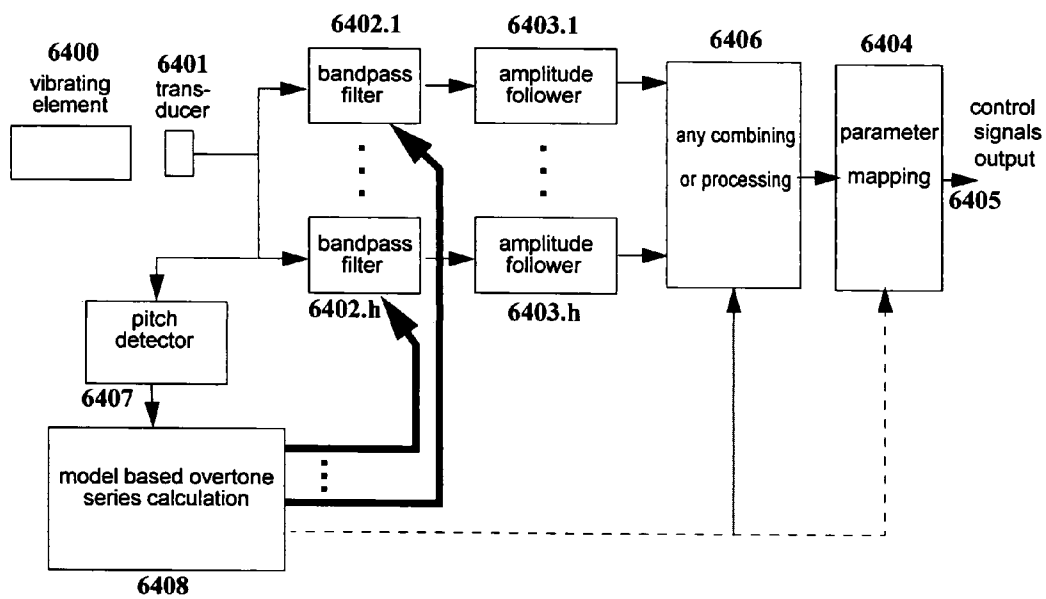 6400
vibrating
element
6401
trans-
ducer
6402.1
bandpass
filter
6403.1
amplitude
follower
6406
any combining
or processing
6404
parameter
mapping
control
signals
output
6405
bandpass
filter
6402.h
amplitude
follower
6403.h
pitch
detector
6407
model based overtone
series calculation
6408